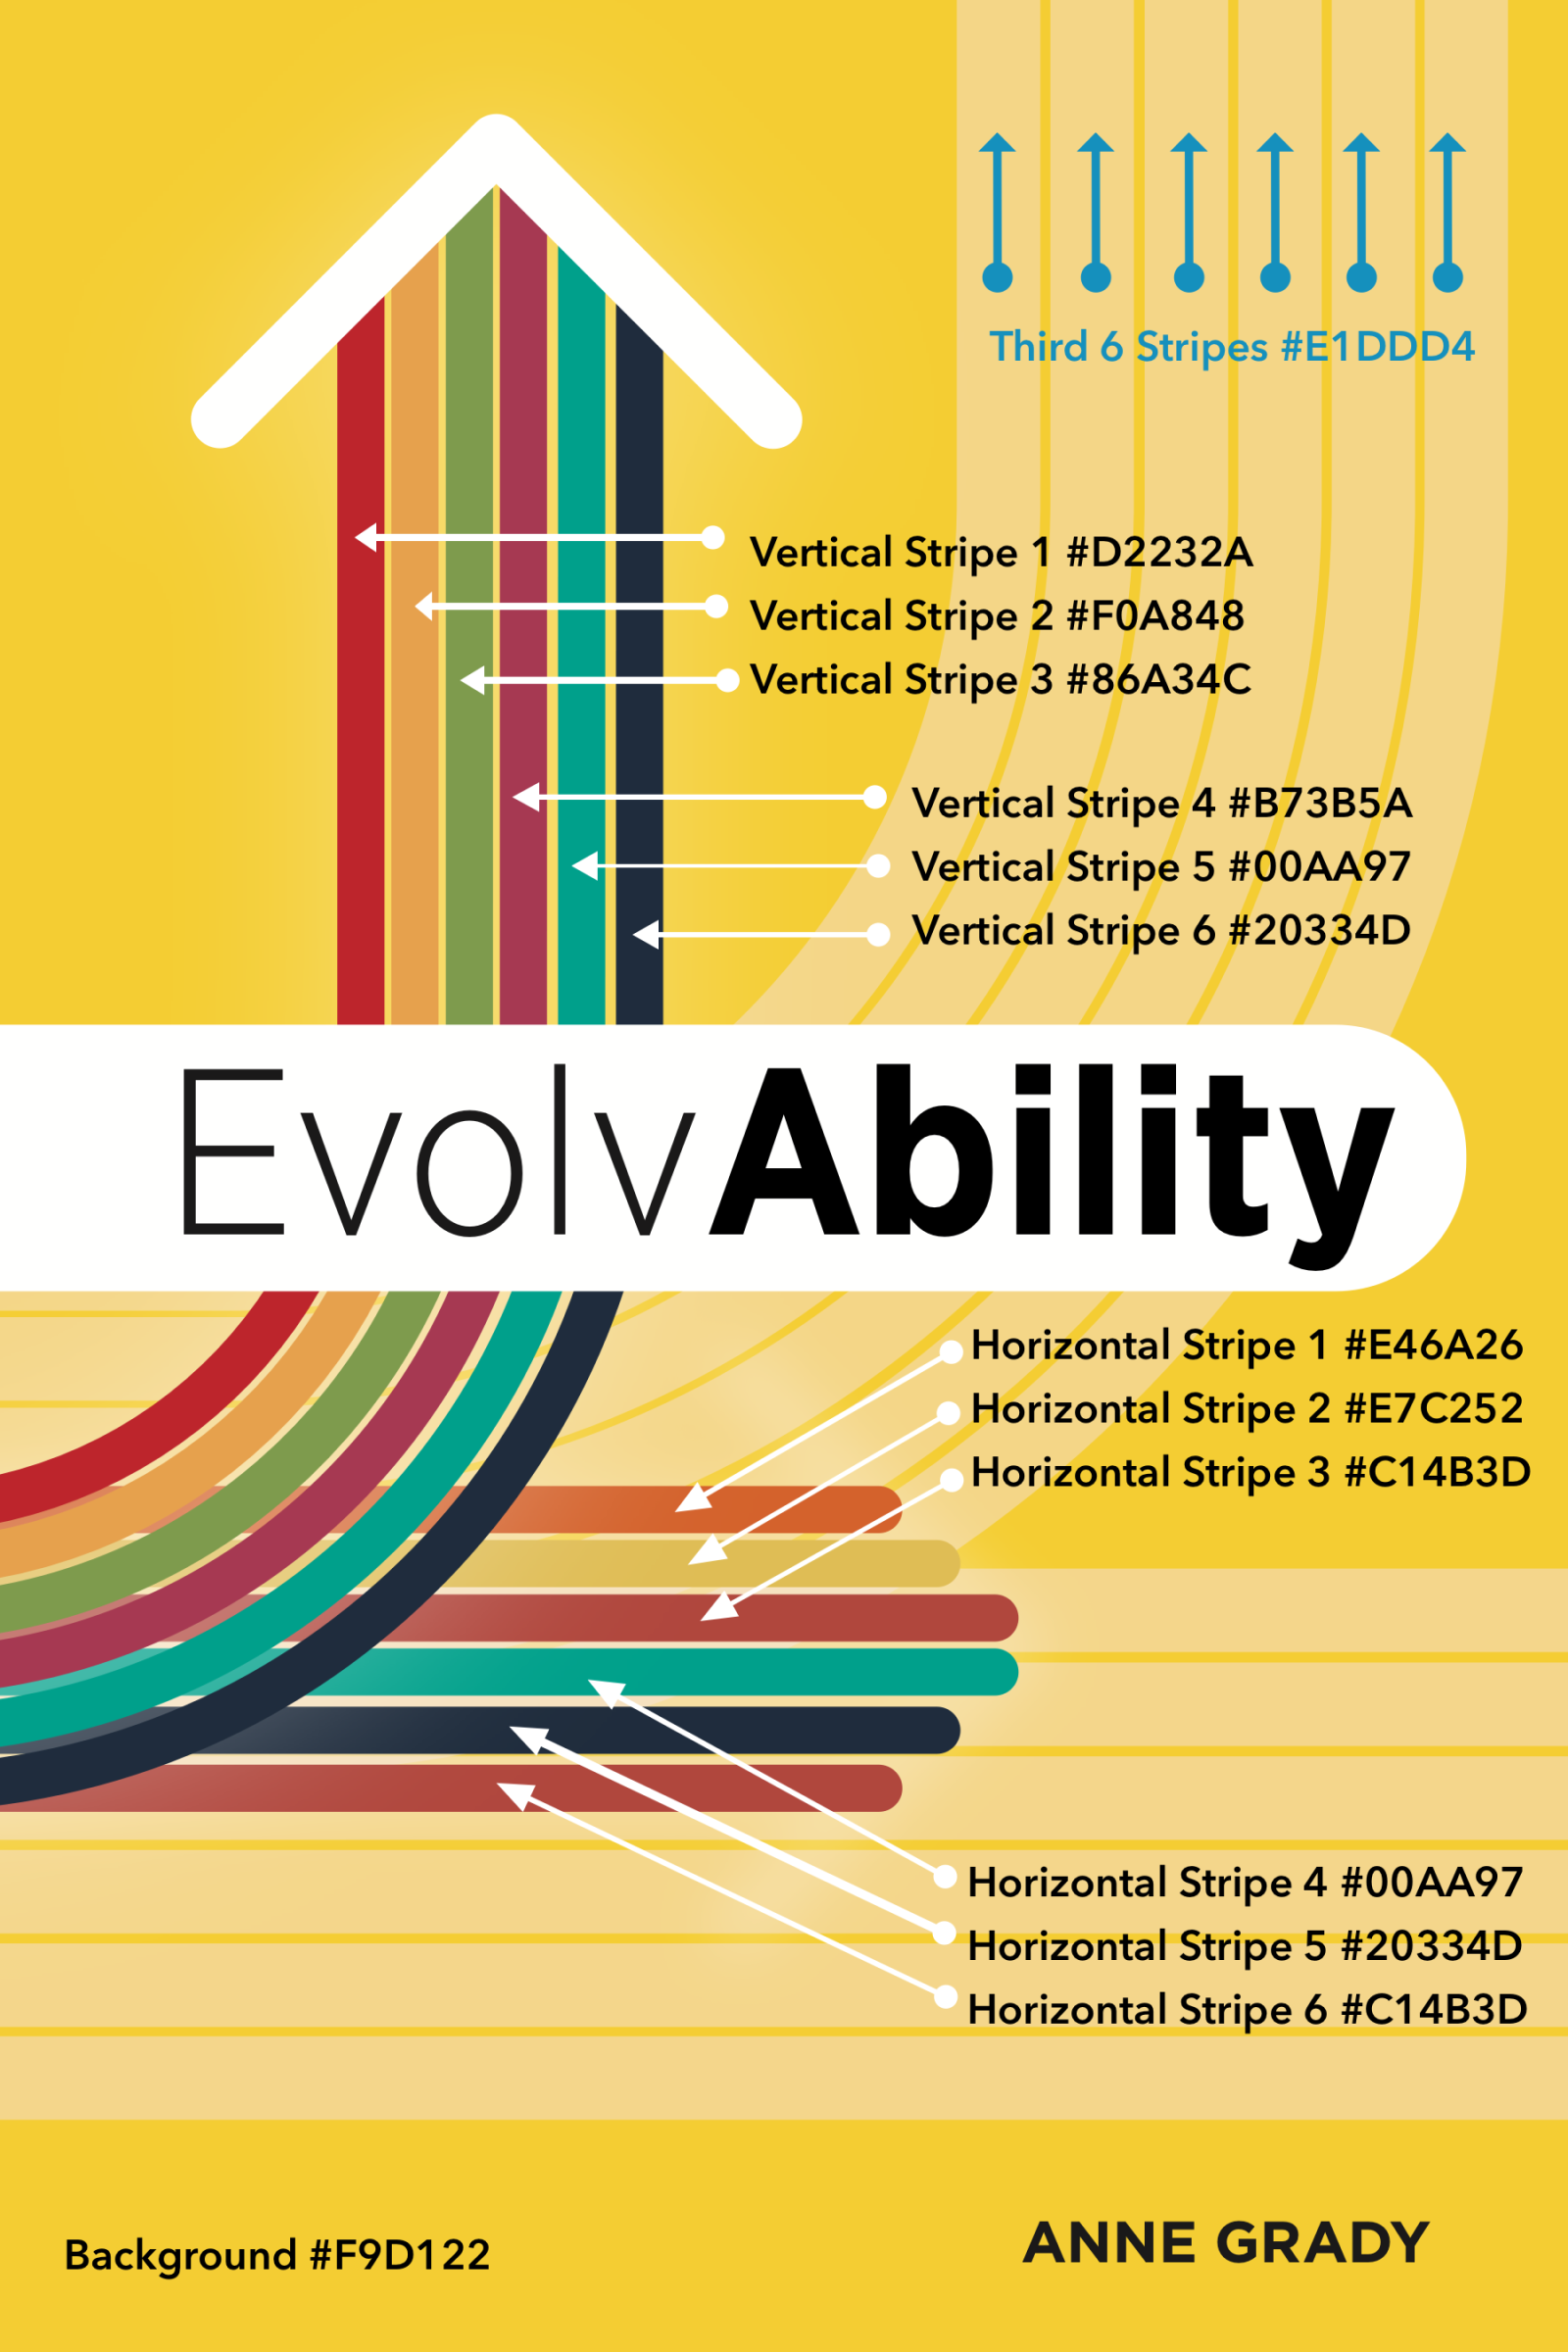 Third 6 Stripes #E1DDD4
Vertical Stripe 1 #D2232A
Vertical Stripe 2 #F0A848
Vertical Stripe 3 #86A34C
Vertical Stripe 4 #B73B5A
Vertical Stripe 5 #00AA97
Vertical Stripe 6 #20334D
EvolvAbility
Horizontal Stripe 1 #E46A26
Horizontal Stripe 2 #E7C252
Horizontal Stripe 3 #C14B3D
Horizontal Stripe 4 #00AA97
Horizontal Stripe 5 #20334D
Horizontal Stripe 6 #C14B3D
Background #F9D122
ANNE GRADY